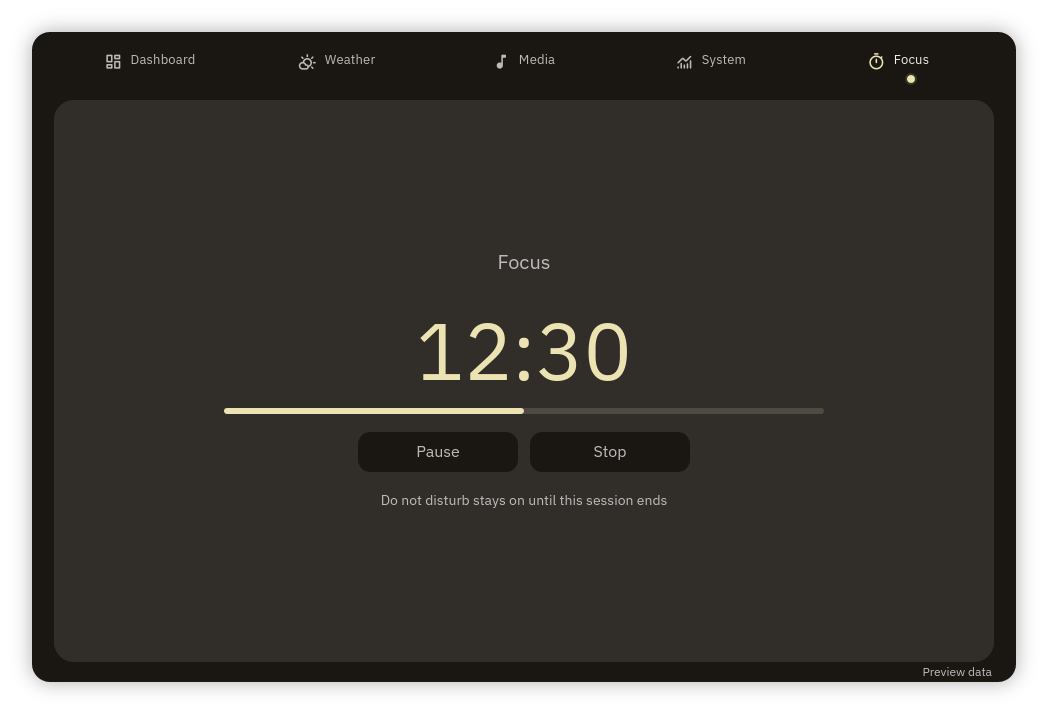 Dashboard
Weather
Media
System
Focus
Focus
12:30
Pause
Stop
Do not disturb stays on until this session ends
Preview data